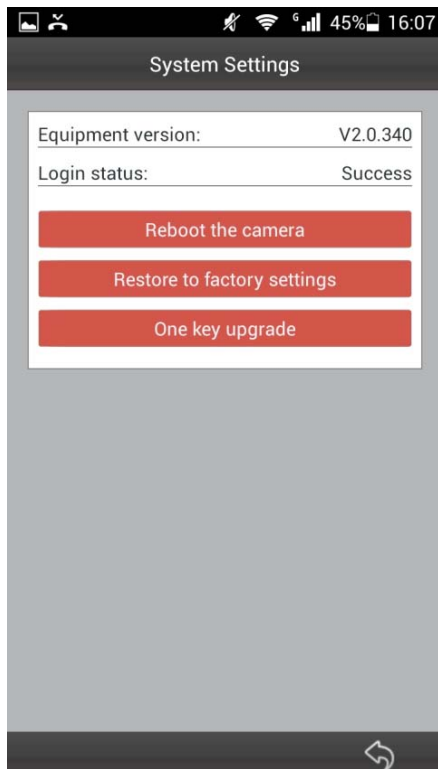 G 45% 16:07
System Settings
Equipment version: V2.0.340
Login status: Success
Reboot the camera
Restore to factory settings
One key upgrade